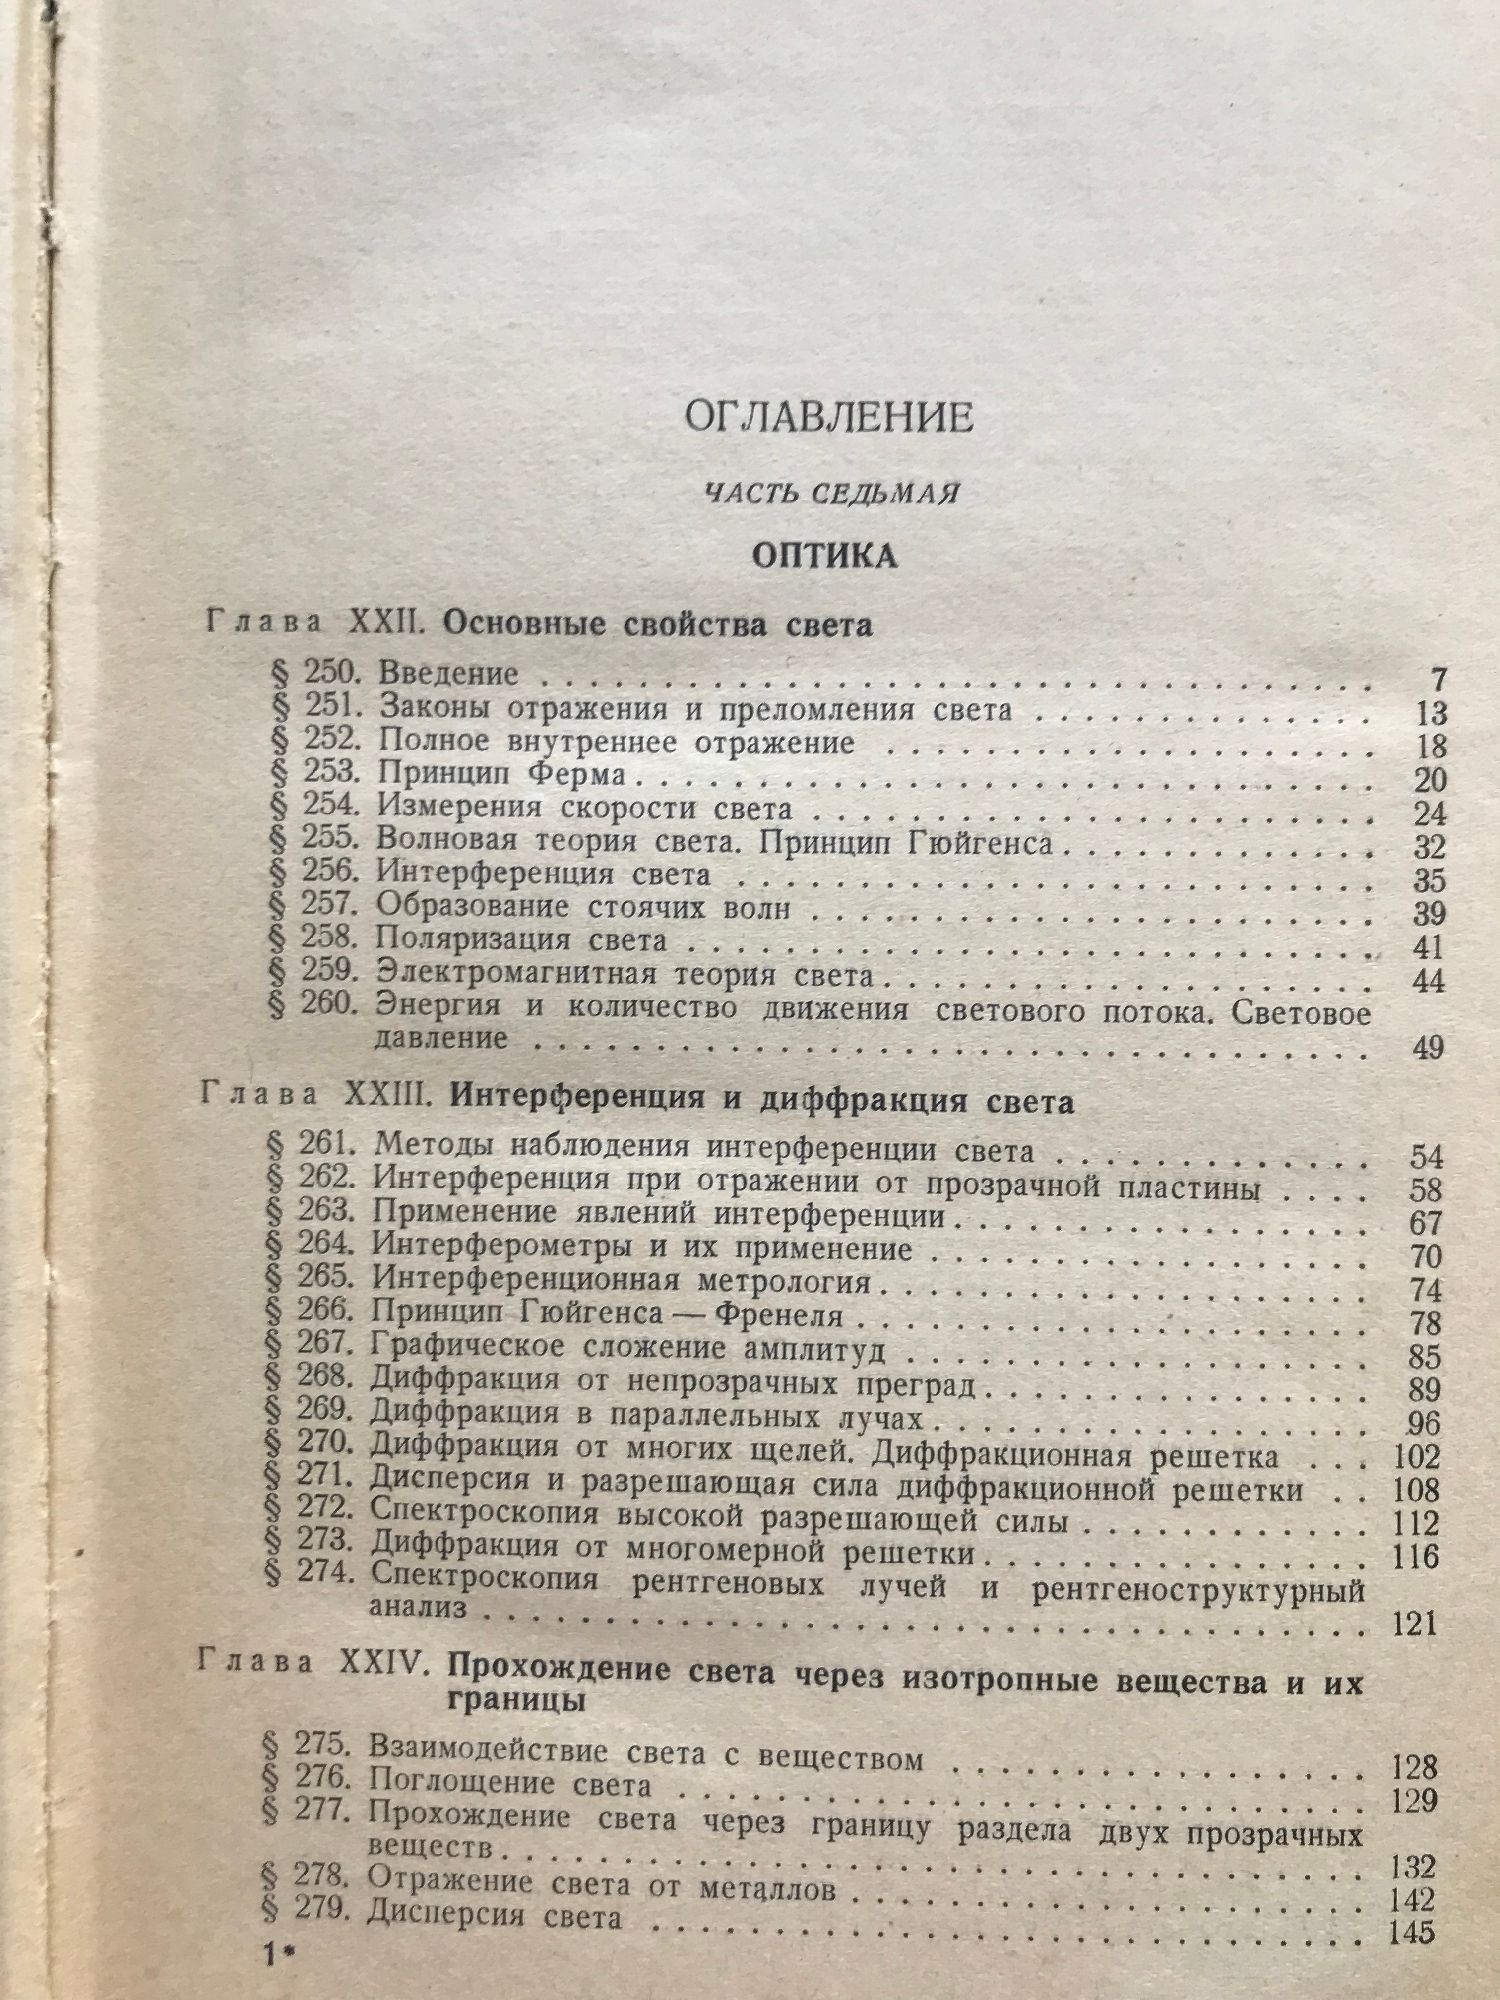 ОГЛАВЛЕНИЕ
ЧАСТЬ СЕДЬМАЯ
ОПТИКА
Глава XXII. Основные свойства света
§ 250. Введение . . . . . . . . . . . . . . . . . . . . 7
§ 251. Законы отражения и преломления света . . . . . . . . . . 13
§ 252. Полное внутреннее отражение . . . . . . . . . . . . 18
§ 253. Принцип Ферма . . . . . . . . . . . . . . . . . . 20
§ 254. Измерения скорости света . . . . . . . . . . . . . . 24
§ 255. Волновая теория света. Принцип Гюйгенса . . . . . . . . . 32
§ 256. Интерференция света . . . . . . . . . . . . . . . . 35
§ 257. Образование стоячих волн . . . . . . . . . . . . . . 39
§ 258. Поляризация света . . . . . . . . . . . . . . . . . 41
§ 259. Электромагнитная теория света . . . . . . . . . . . . 44
§ 260. Энергия и количество движения светового потока. Световое
давление . . . . . . . . . . . . . . . . . . . . 49
Глава XXIII. Интерференция и диффракция света
§ 261. Методы наблюдения интерференции света . . . . . . . . . 54
§ 262. Интерференция при отражении от прозрачной пластины . . . . 58
§ 263. Применение явлений интерференции . . . . . . . . . . . 67
§ 264. Интерферометры и их применение . . . . . . . . . . . 70
§ 265. Интерференционная метрология . . . . . . . . . . . . 74
§ 266. Принцип Гюйгенса — Френеля . . . . . . . . . . . . . 78
§ 267. Графическое сложение амплитуд . . . . . . . . . . . . 85
§ 268. Диффракция от непрозрачных преград . . . . . . . . . . 89
§ 269. Диффракция в параллельных лучах . . . . . . . . . . . 96
§ 270. Диффракция от многих щелей. Диффракционная решетка . . . 102
§ 271. Дисперсия и разрешающая сила диффракционной решетки . . 108
§ 272. Спектроскопия высокой разрешающей силы . . . . . . . . 112
§ 273. Диффракция от многомерной решетки . . . . . . . . . . 116
§ 274. Спектроскопия рентгеновых лучей и рентгеноструктурный
анализ . . . . . . . . . . . . . . . . . . . . . 121
Глава XXIV. Прохождение света через изотропные вещества и их
границы
§ 275. Взаимодействие света с веществом . . . . . . . . . . . 128
§ 276. Поглощение света . . . . . . . . . . . . . . . . . 129
§ 277. Прохождение света через границу раздела двух прозрачных
веществ . . . . . . . . . . . . . . . . . . . . . 132
§ 278. Отражение света от металлов . . . . . . . . . . . . . 142
§ 279. Дисперсия света . . . . . . . . . . . . . . . . . . 145
1*